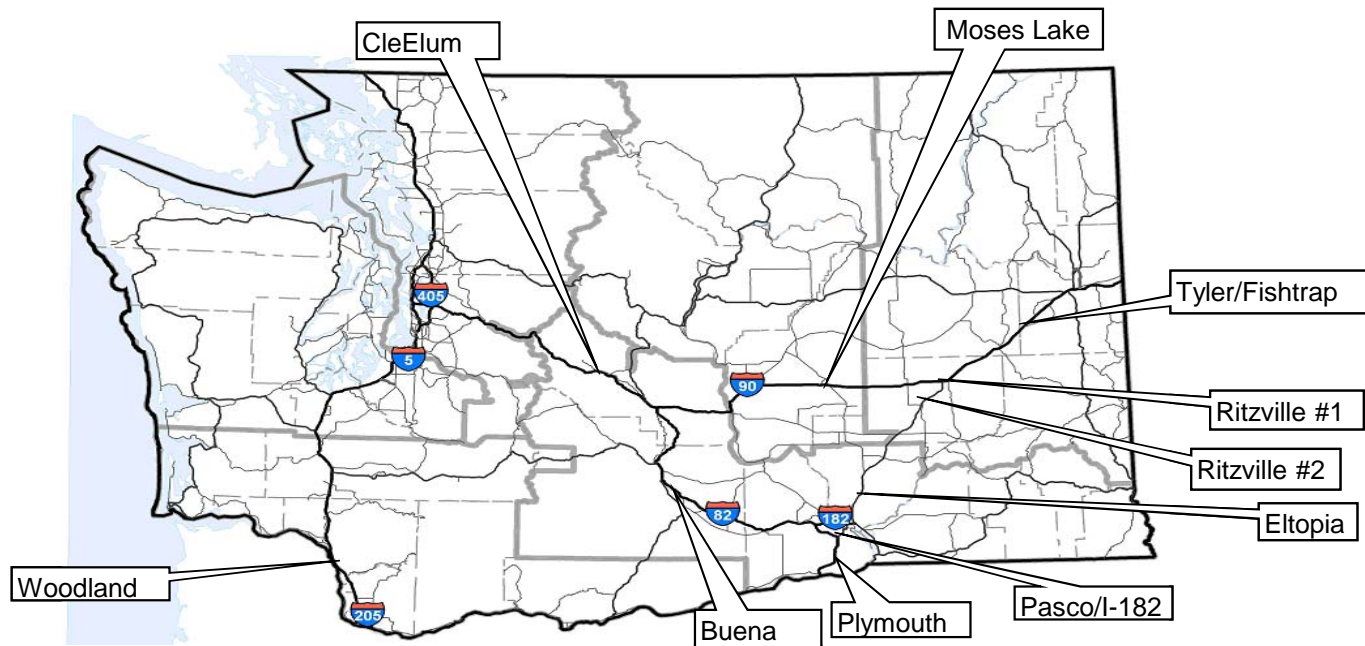 CleElum
Moses Lake
405
Tyler/Fishtrap
5
90
Ritzville #1
Ritzville #2
82
182
Eltopia
Woodland
205
Buena
Plymouth
Pasco/I-182